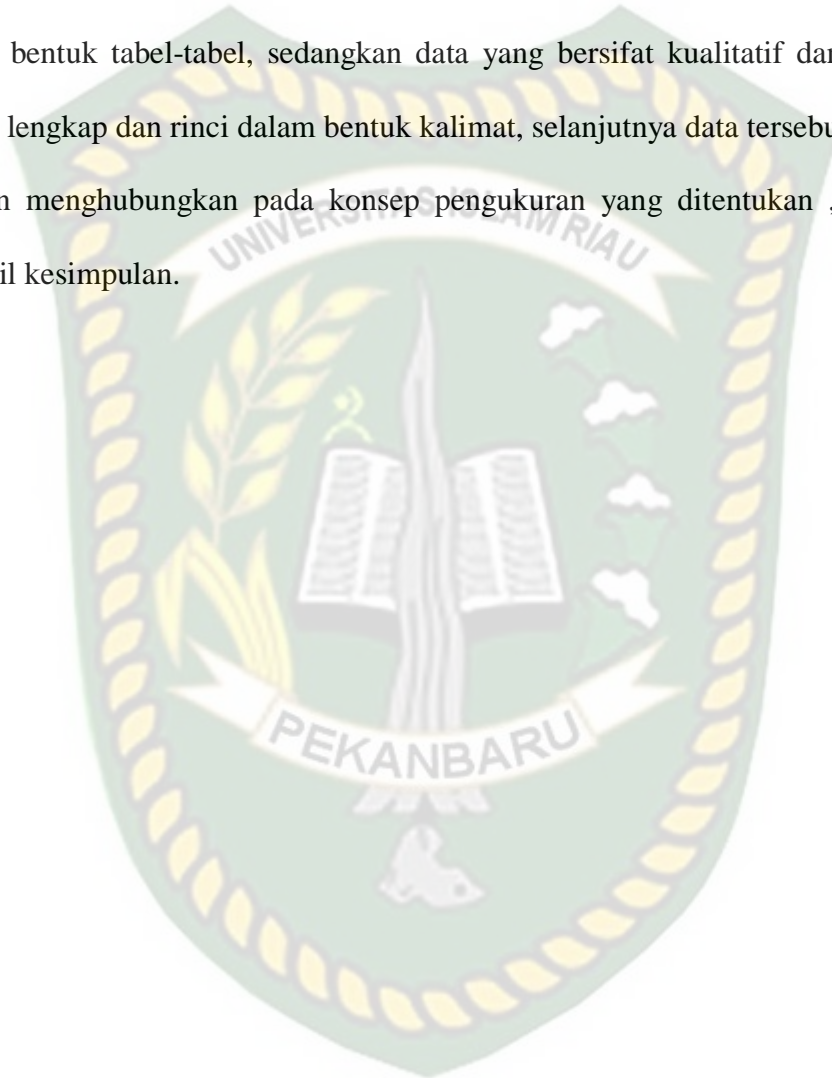 bentuk tabel-tabel, sedangkan data yang bersifat kualitatif dan
lengkap dan rinci dalam bentuk kalimat, selanjutnya data tersebu
menghubungkan pada konsep pengukuran yang ditentukan ,
kesimpulan.
UNIVERSITAS ISLAM RIAU
PEKANBARU